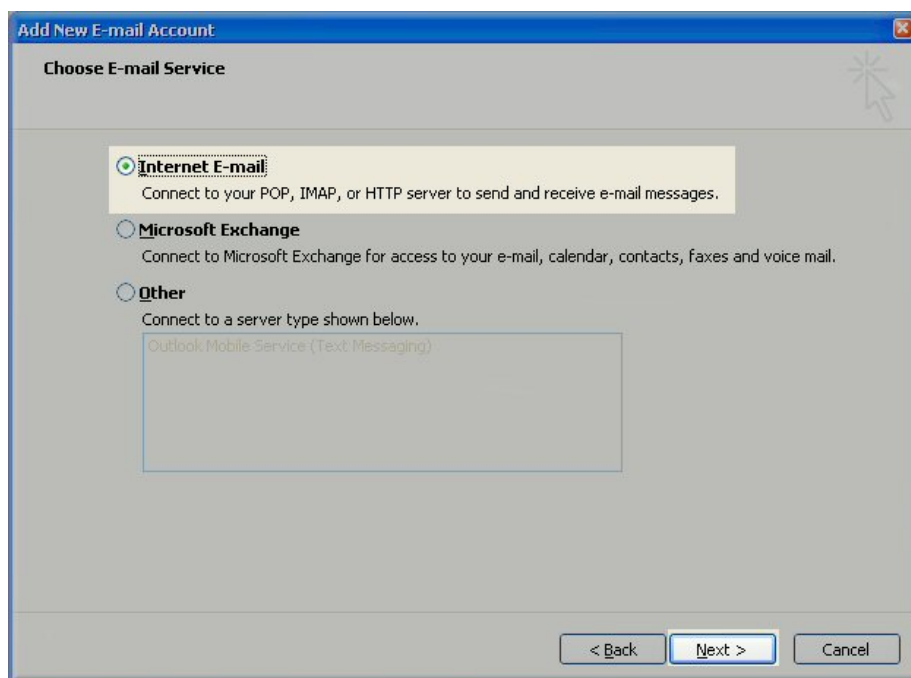 Add New E-mail Account
Choose E-mail Service
Internet E-mail
Connect to your POP, IMAP, or HTTP server to send and receive e-mail messages.
Microsoft Exchange
Connect to Microsoft Exchange for access to your e-mail, calendar, contacts, faxes and voice mail.
Other
Connect to a server type shown below.
Outlook Mobile Service (Text Messaging)
< Back Next > Cancel